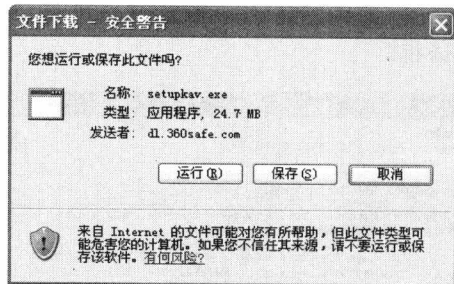 文件下载 - 安全警告
您想运行或保存此文件吗?
名称: setupkav.exe
类型: 应用程序, 24.7 MB
发送者: dl.360safe.com
运行(R) 保存(S) 取消
来自 Internet 的文件可能对您有所帮助，但此文件类型可
能危害您的计算机。如果您不信任其来源，请不要运行或保
存该软件。有何风险?